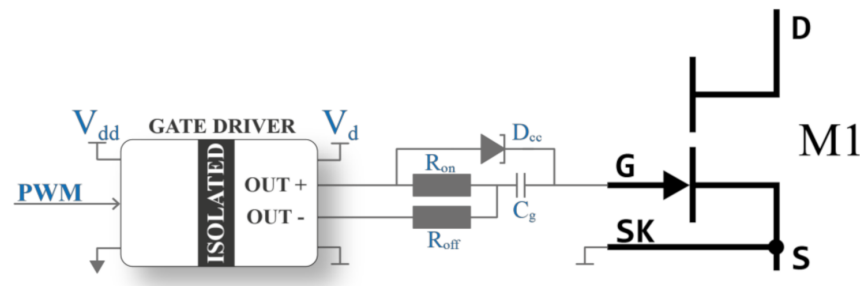 D
V_dd
GATE DRIVER
V_d
D_cc
M1
ISOLATED
R_on
G
OUT +
PWM
C_g
OUT -
SK
R_off
S